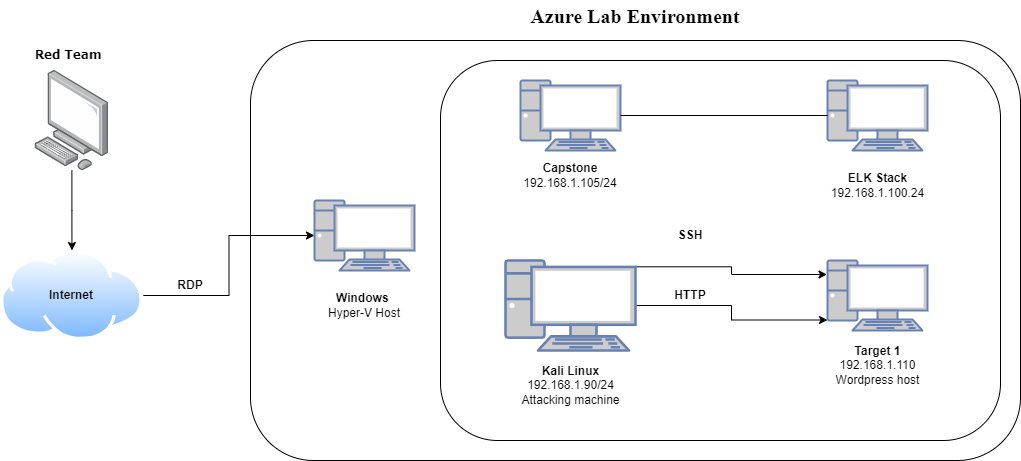 Azure Lab Environment
Red Team
Capstone
192.168.1.105/24
ELK Stack
192.168.1.100.24
SSH
Internet
RDP
Windows
Hyper-V Host
HTTP
Kali Linux
192.168.1.90/24
Attacking machine
Target 1
192.168.1.110
Wordpress host